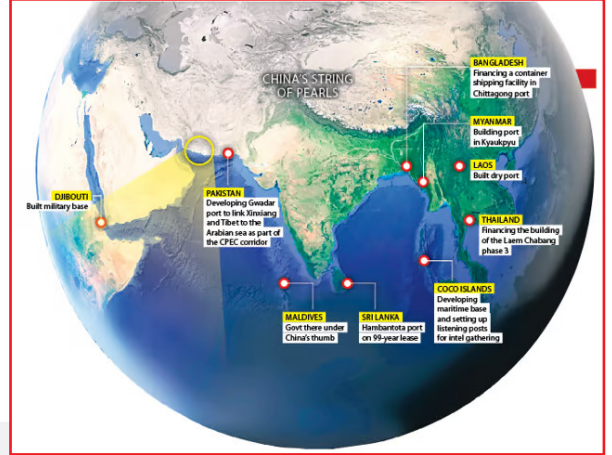 CHINA'S STRING
OF PEARLS
BANGLADESH
Financing a container
shipping facility in
Chittagong port
MYANMAR
Building port
in Kyaukpyu
LAOS
Built dry port
THAILAND
Financing the building
of the Laem Chabang
phase 3
COCO ISLANDS
Developing
maritime base
and setting up
listening posts
for intel gathering
SRI LANKA
Hambantota port
on 99-year lease
MALDIVES
Govt there under
China's thumb
PAKISTAN
Developing Gwadar
port to link Xinxiang
and Tibet to the
Arabian sea as part of
the CPEC corridor
DJIBOUTI
Built military base